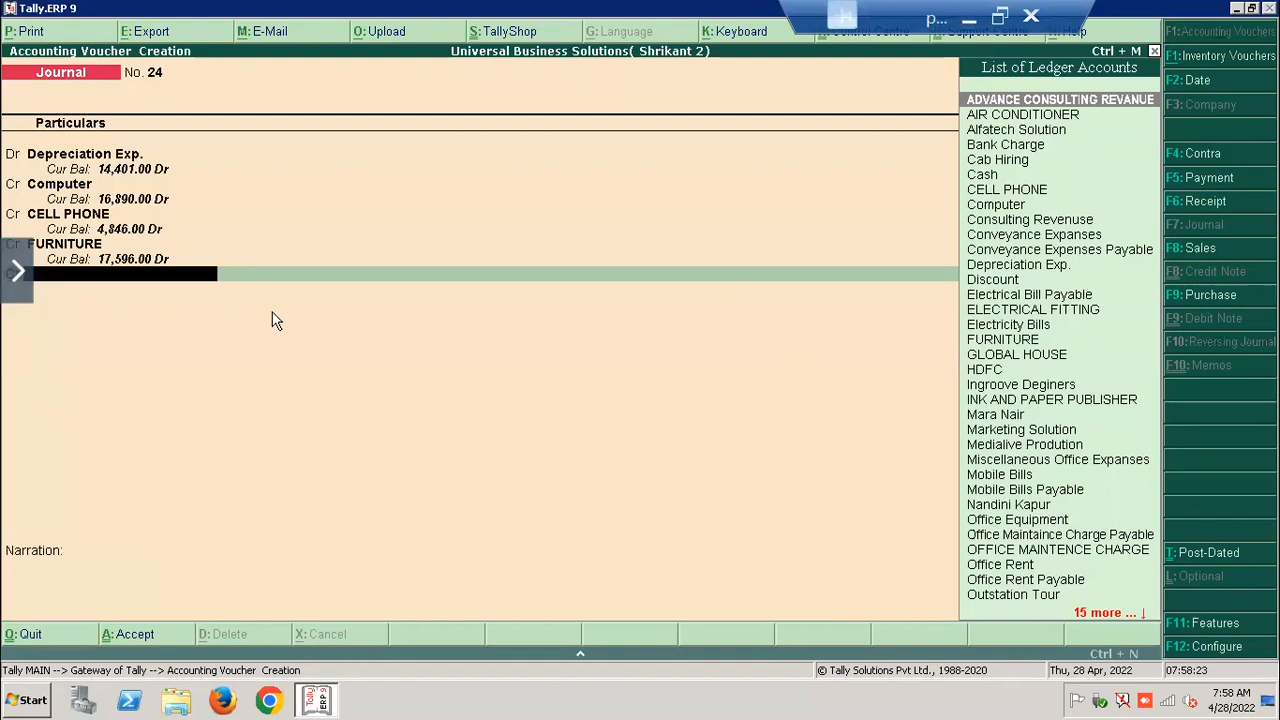 Tally.ERP 9
P: Print
E: Export
M: E-Mail
O: Upload
S: TallyShop
G: Language
K: Keyboard
p...
H: Help
Accounting Voucher Creation
Universal Business Solutions( Shrikant 2)
Ctrl + M
Journal No. 24
Particulars
Dr Depreciation Exp.
Cur Bal: 14,401.00 Dr
Cr Computer
Cur Bal: 16,890.00 Dr
Cr CELL PHONE
Cur Bal: 4,846.00 Dr
Cr FURNITURE
Cur Bal: 17,596.00 Dr
Narration:
List of Ledger Accounts
ADVANCE CONSULTING REVANUE
AIR CONDITIONER
Alfatech Solution
Bank Charge
Cab Hiring
Cash
CELL PHONE
Computer
Consulting Revenuse
Conveyance Expenses
Conveyance Expenses Payable
Depreciation Exp.
Discount
Electrical Bill Payable
ELECTRICAL FITTING
Electricity Bills
FURNITURE
GLOBAL HOUSE
HDFC
Ingroove Deginers
INK AND PAPER PUBLISHER
Mara Nair
Marketing Solution
Medialive Prodution
Miscellaneous Office Expanses
Mobile Bills
Mobile Bills Payable
Nandini Kapur
Office Equipment
Office Maintaince Charge Payable
OFFICE MAINTENCE CHARGE
Office Rent
Office Rent Payable
Outstation Tour
15 more ... ↓
F1: Accounting Vouchers
F1: Inventory Vouchers
F2: Date
F3: Company
F4: Contra
F5: Payment
F6: Receipt
F7: Journal
F8: Sales
F8: Credit Note
F9: Purchase
F9: Debit Note
F10: Reversing Journal
F10: Memos
T: Post-Dated
L: Optional
F11: Features
F12: Configure
Q: Quit
A: Accept
D: Delete
X: Cancel
Ctrl + N
Tally MAIN --> Gateway of Tally --> Accounting Voucher Creation
© Tally Solutions Pvt Ltd., 1988-2020
Thu, 28 Apr, 2022
07:58:23
Start
7:58 AM
4/28/2022